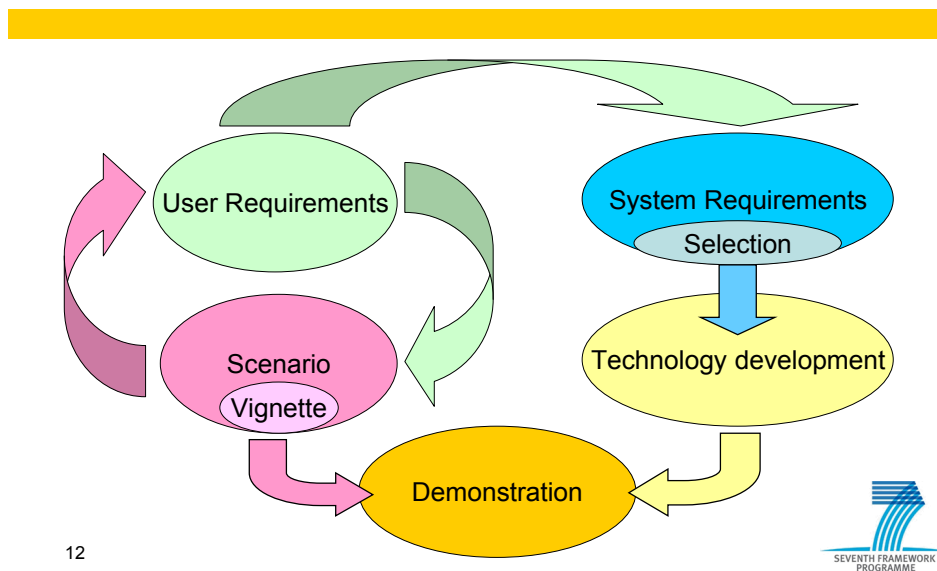 User Requirements
System Requirements
Selection
Scenario
Vignette
Technology development
Demonstration
12
SEVENTH FRAMEWORK
PROGRAMME